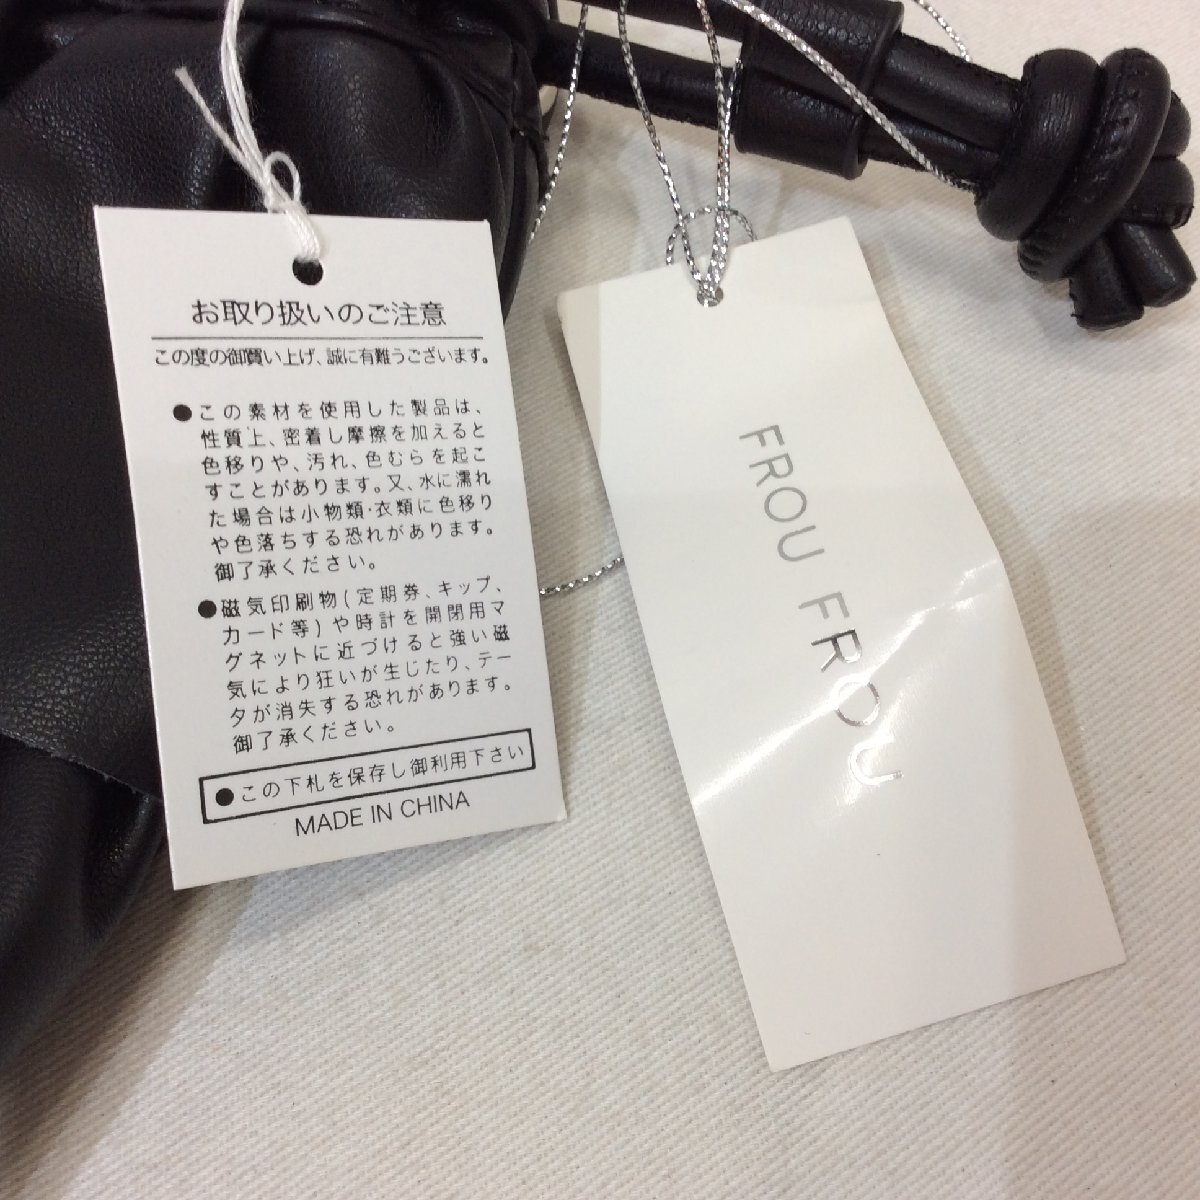 お取り扱いのご注意
この度の御買い上げ、誠に有難うございます。
●この素材を使用した製品は、
性質上、密着し摩擦を加えると
色移りや、汚れ、色むらを起こ
すことがあります。又、水に濡れ
た場合は小物類・衣類に色移り
や色落ちする恐れがあります。
御了承ください。
●磁気印刷物(定期券、キップ、
カード等)や時計を開閉用マ
グネットに近づけると強い磁
気により狂いが生じたり、デー
タが消失する恐れがあります。
御了承ください。
●この下札を保存し御利用下さい
MADE IN CHINA
FROU FROU